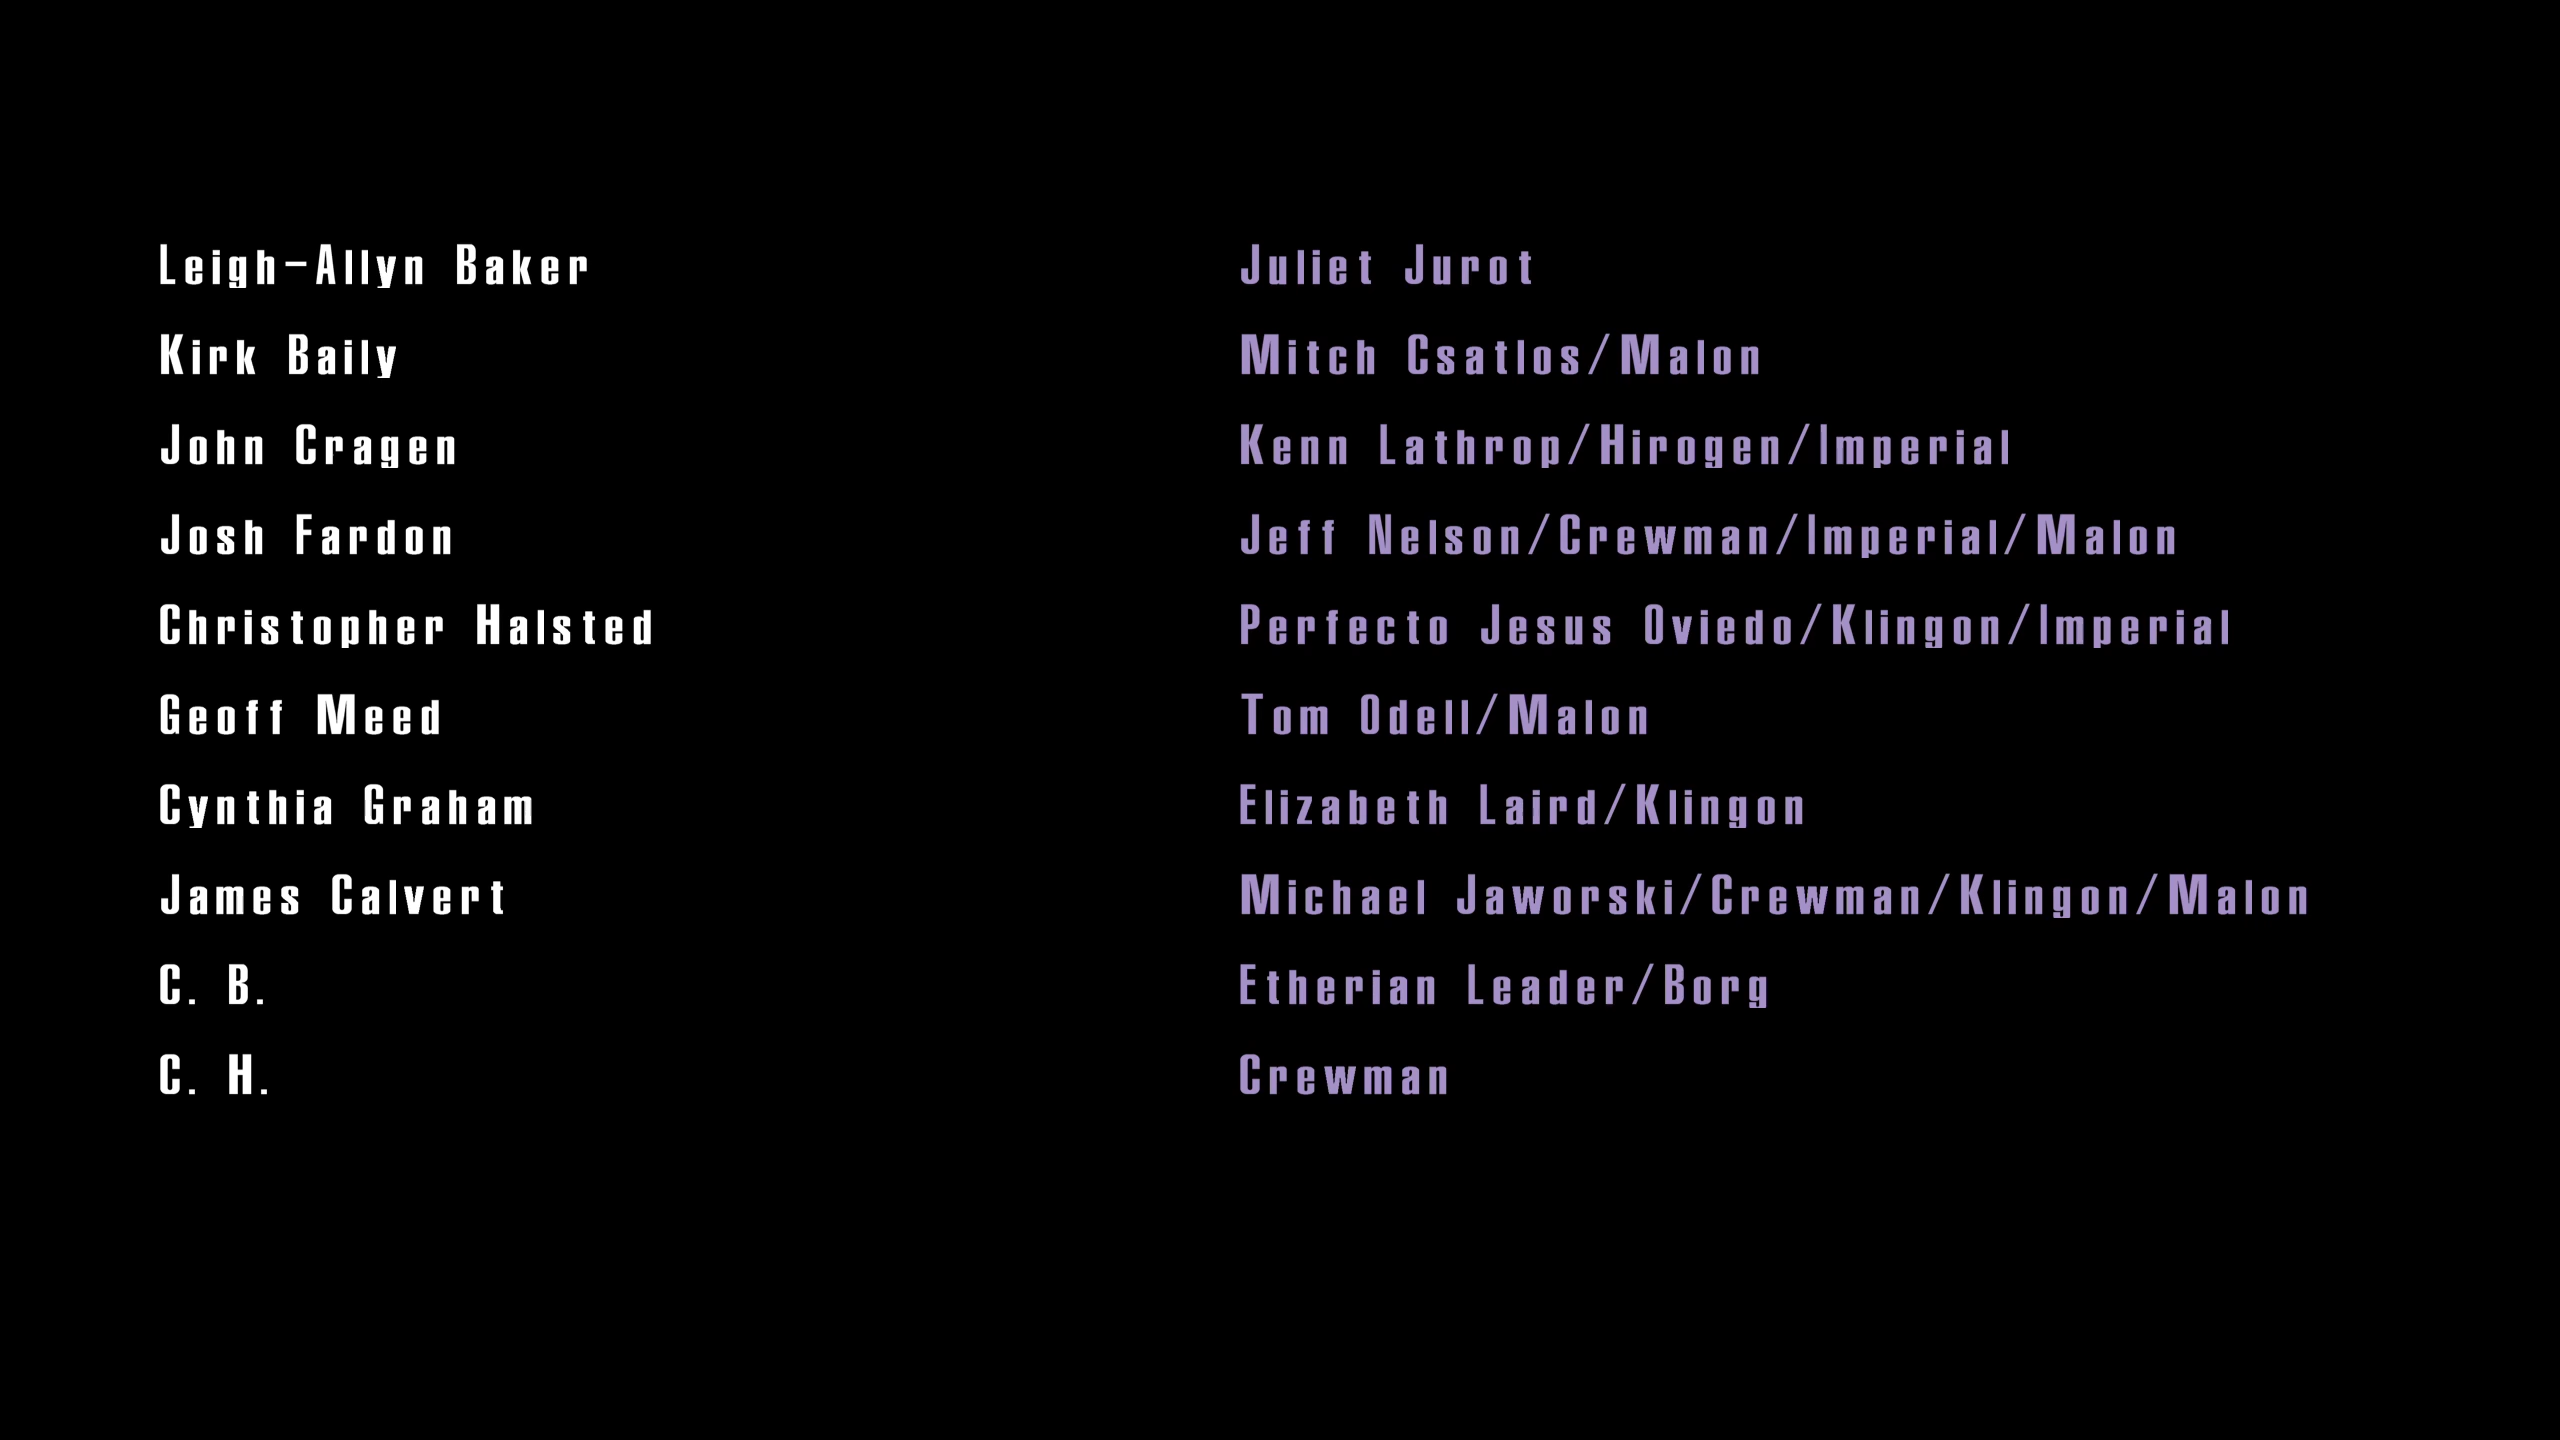 Leigh-Allyn Baker Juliet Jurot
Kirk Baily Mitch Csatlos/Malon
John Cragen Kenn Lathrop/Hirogen/Imperial
Josh Fardon Jeff Nelson/Crewman/Imperial/Malon
Christopher Halsted Perfecto Jesus Oviedo/Klingon/Imperial
Geoff Meed Tom Odell/Malon
Cynthia Graham Elizabeth Laird/Klingon
James Calvert Michael Jaworski/Crewman/Klingon/Malon
C. B. Etherian Leader/Borg
C. H. Crewman